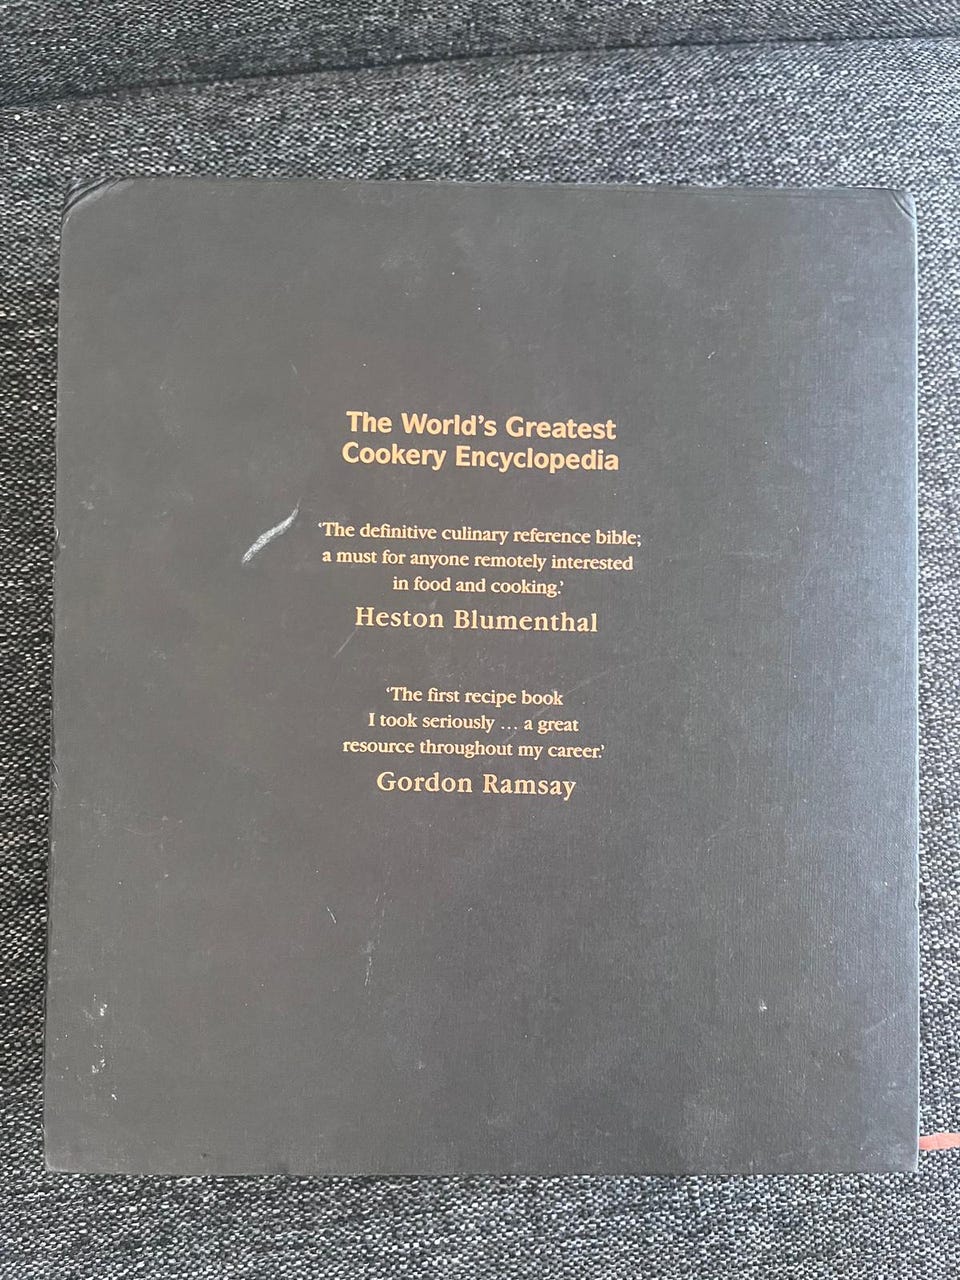 The World's Greatest
Cookery Encyclopedia
'The definitive culinary reference bible;
a must for anyone remotely interested
in food and cooking.'
Heston Blumenthal
'The first recipe book
I took seriously ... a great
resource throughout my career.'
Gordon Ramsay